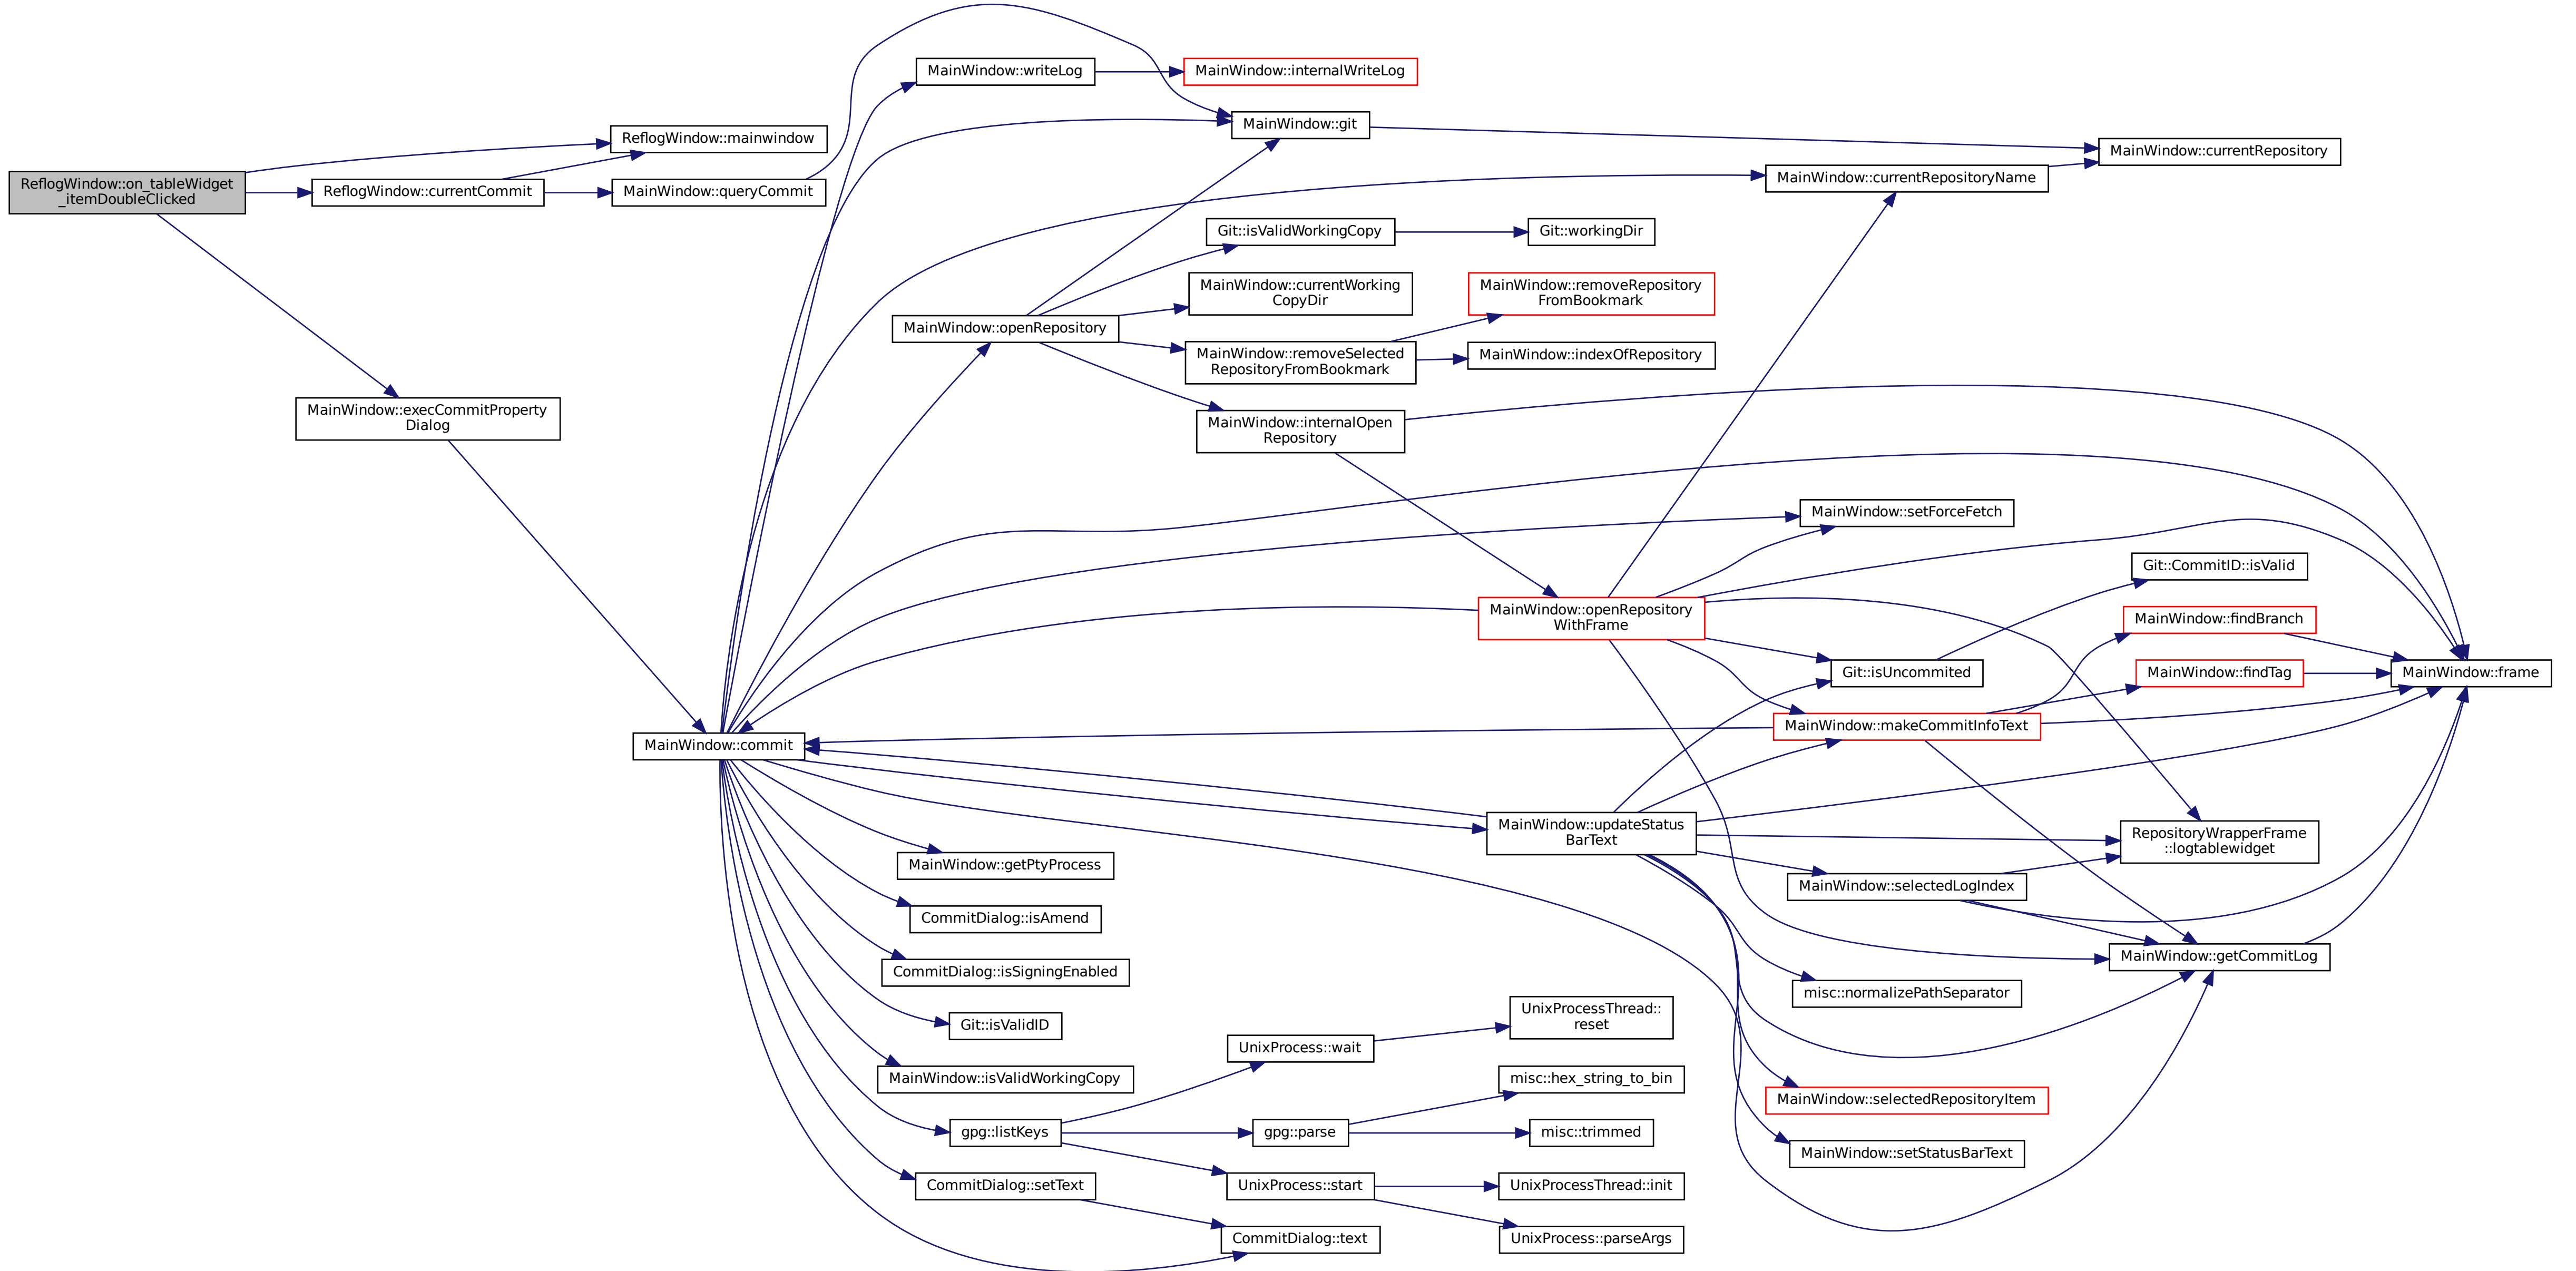 ReflogWindow::on_tableWidget
_itemDoubleClicked
ReflogWindow::mainwindow
ReflogWindow::currentCommit
MainWindow::queryCommit
MainWindow::execCommitProperty
Dialog
MainWindow::commit
MainWindow::writeLog
MainWindow::internalWriteLog
MainWindow::git
MainWindow::currentRepository
MainWindow::currentRepositoryName
MainWindow::openRepository
Git::isValidWorkingCopy
Git::workingDir
MainWindow::currentWorking
CopyDir
MainWindow::removeSelected
RepositoryFromBookmark
MainWindow::removeRepository
FromBookmark
MainWindow::indexOfRepository
MainWindow::internalOpen
Repository
MainWindow::openRepository
WithFrame
MainWindow::setForceFetch
Git::CommitID::isValid
MainWindow::findBranch
Git::isUncommited
MainWindow::findTag
MainWindow::frame
MainWindow::makeCommitInfoText
MainWindow::updateStatus
BarText
RepositoryWrapperFrame
::logtablewidget
MainWindow::selectedLogIndex
MainWindow::getCommitLog
misc::normalizePathSeparator
MainWindow::selectedRepositoryItem
MainWindow::setStatusBarText
MainWindow::getPtyProcess
CommitDialog::isAmend
CommitDialog::isSigningEnabled
Git::isValidID
MainWindow::isValidWorkingCopy
gpg::listKeys
UnixProcess::wait
UnixProcessThread::
reset
gpg::parse
misc::hex_string_to_bin
misc::trimmed
UnixProcess::start
UnixProcessThread::init
UnixProcess::parseArgs
CommitDialog::setText
CommitDialog::text